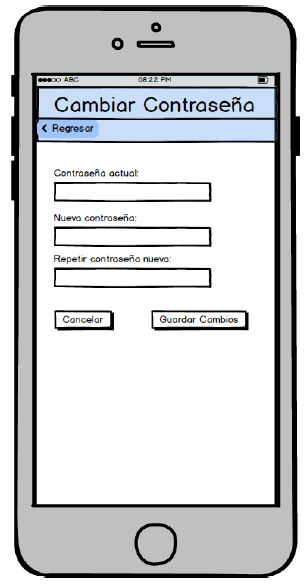 ABC 08:22 PM
Cambiar Contraseña
Regresar
Contraseña actual:
Nueva contraseña:
Repetir contraseña nueva:
Cancelar Guardar Cambios